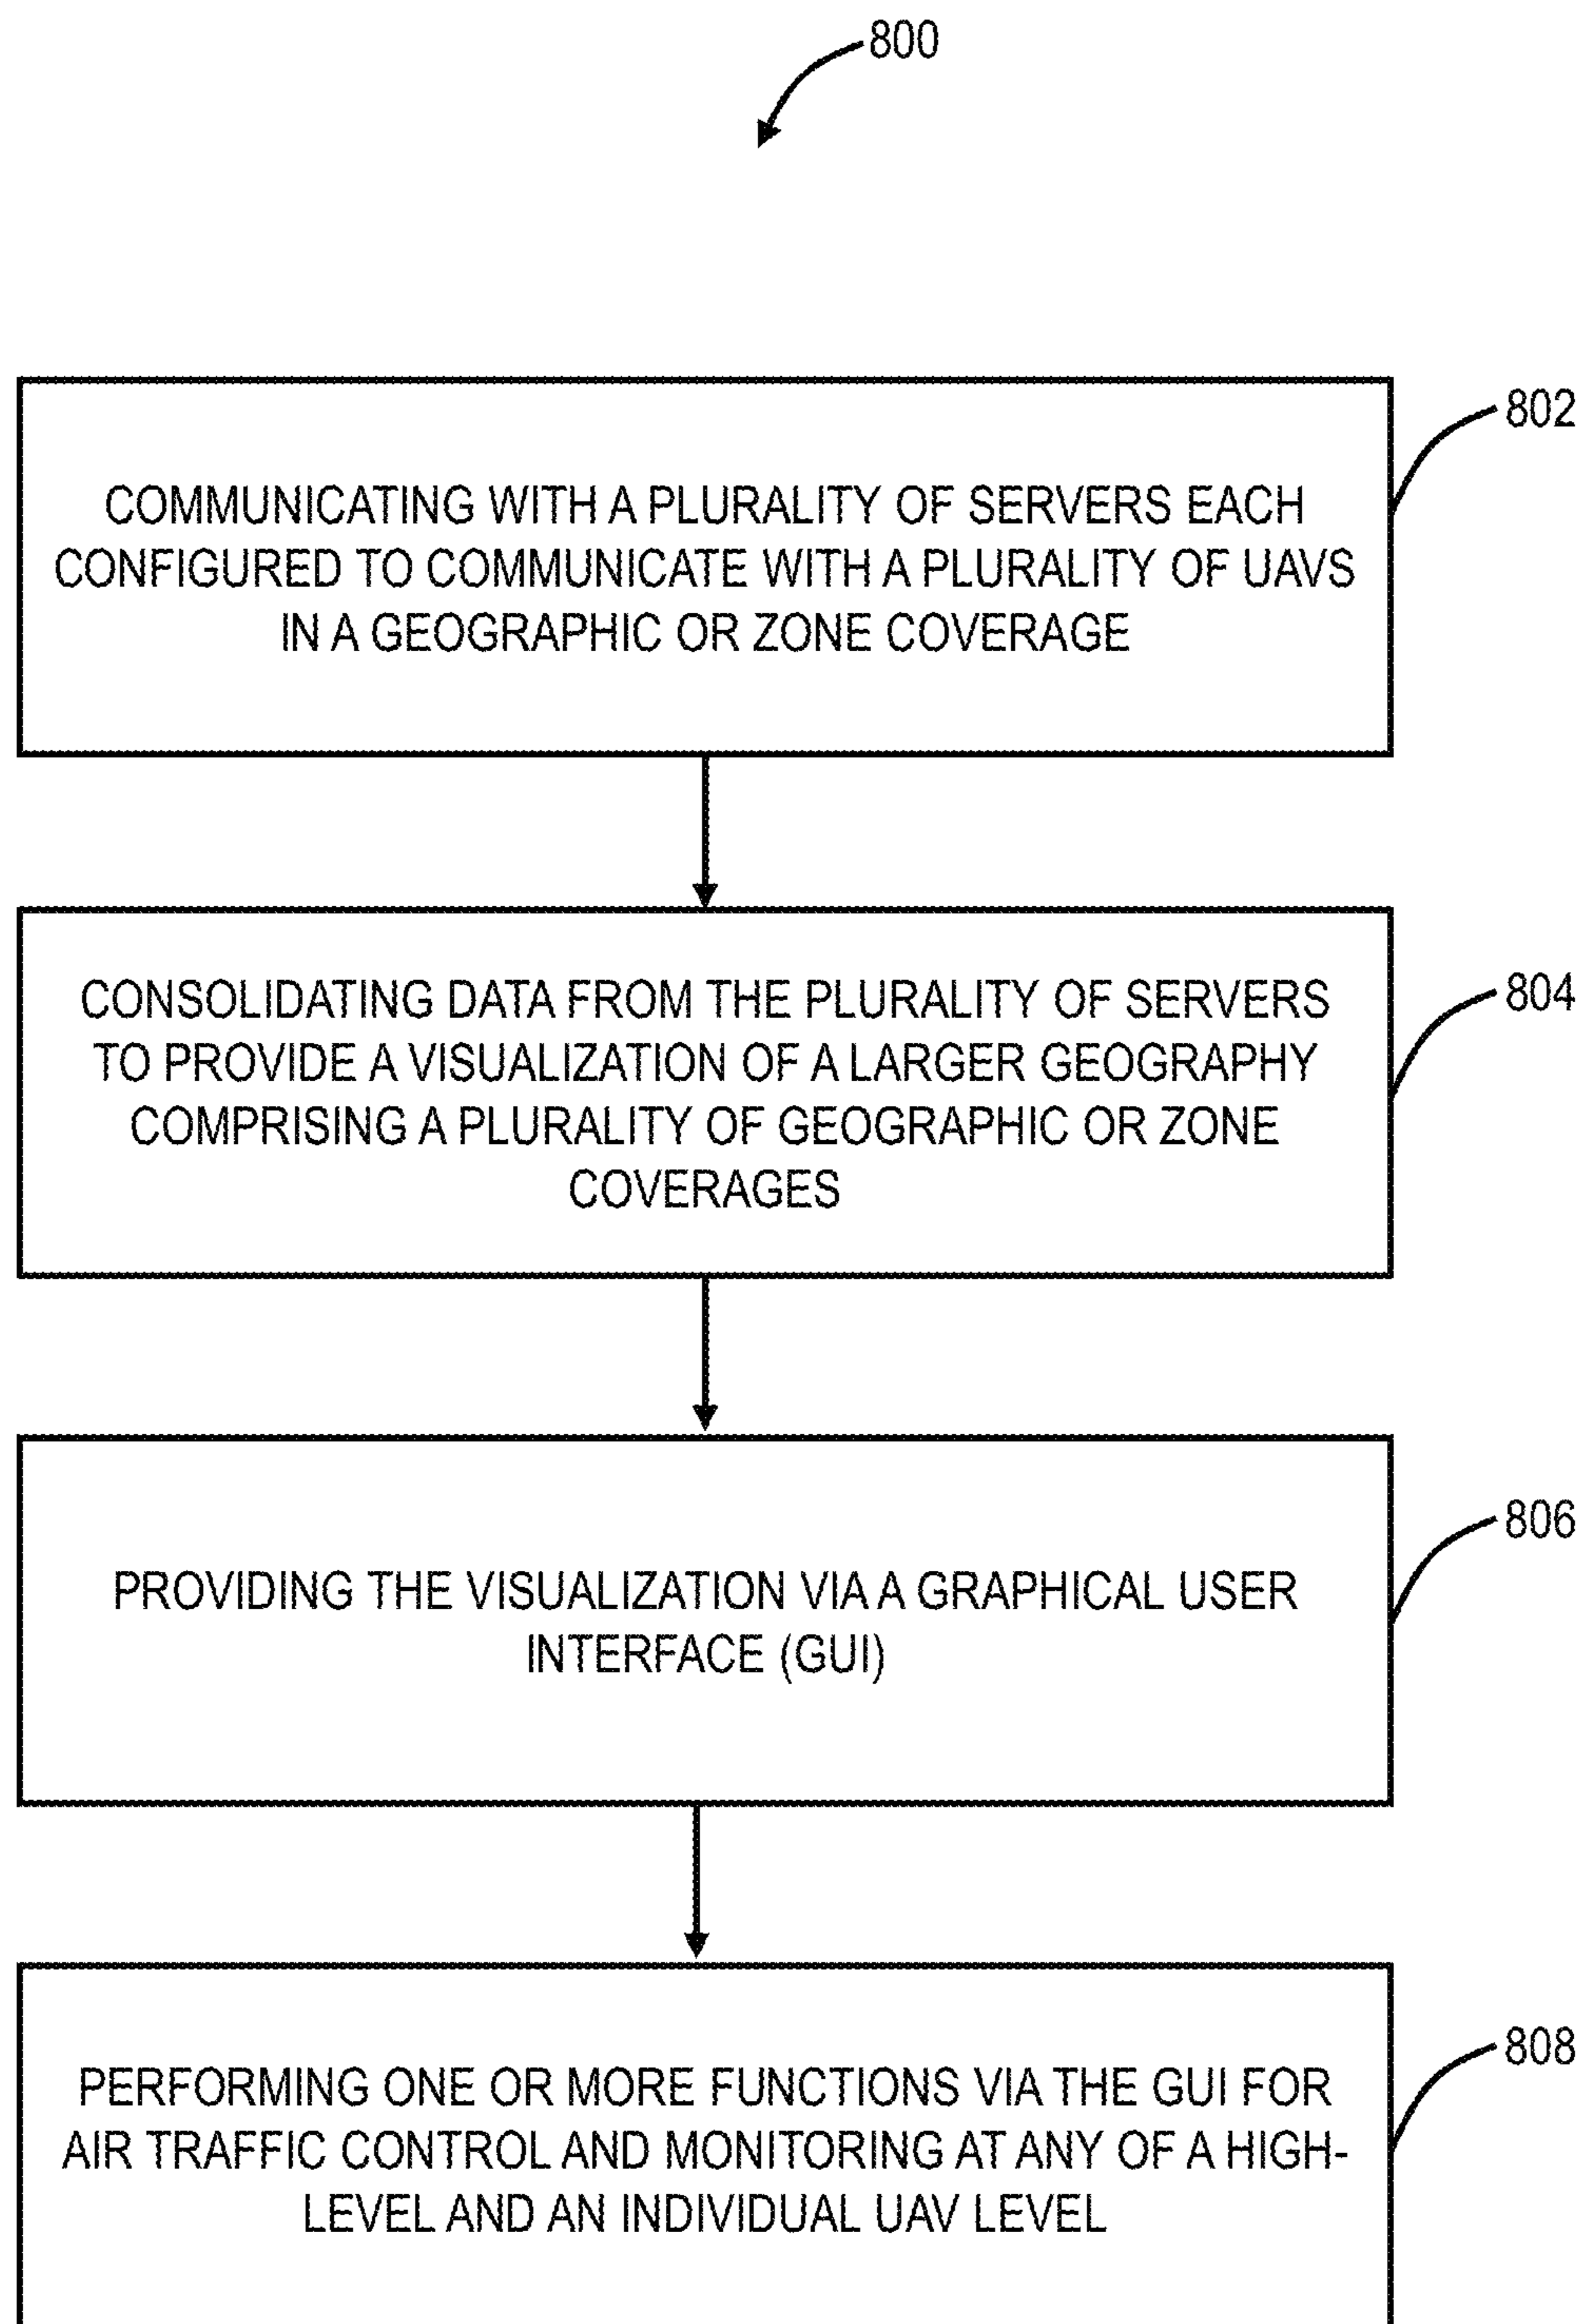 800
802
COMMUNICATING WITH A PLURALITY OF SERVERS EACH
CONFIGURED TO COMMUNICATE WITH A PLURALITY OF UAVS
IN A GEOGRAPHIC OR ZONE COVERAGE
804
CONSOLIDATING DATA FROM THE PLURALITY OF SERVERS
TO PROVIDE A VISUALIZATION OF A LARGER GEOGRAPHY
COMPRISING A PLURALITY OF GEOGRAPHIC OR ZONE
COVERAGES
806
PROVIDING THE VISUALIZATION VIA A GRAPHICAL USER
INTERFACE (GUI)
808
PERFORMING ONE OR MORE FUNCTIONS VIA THE GUI FOR
AIR TRAFFIC CONTROL AND MONITORING AT ANY OF A HIGH-
LEVEL AND AN INDIVIDUAL UAV LEVEL